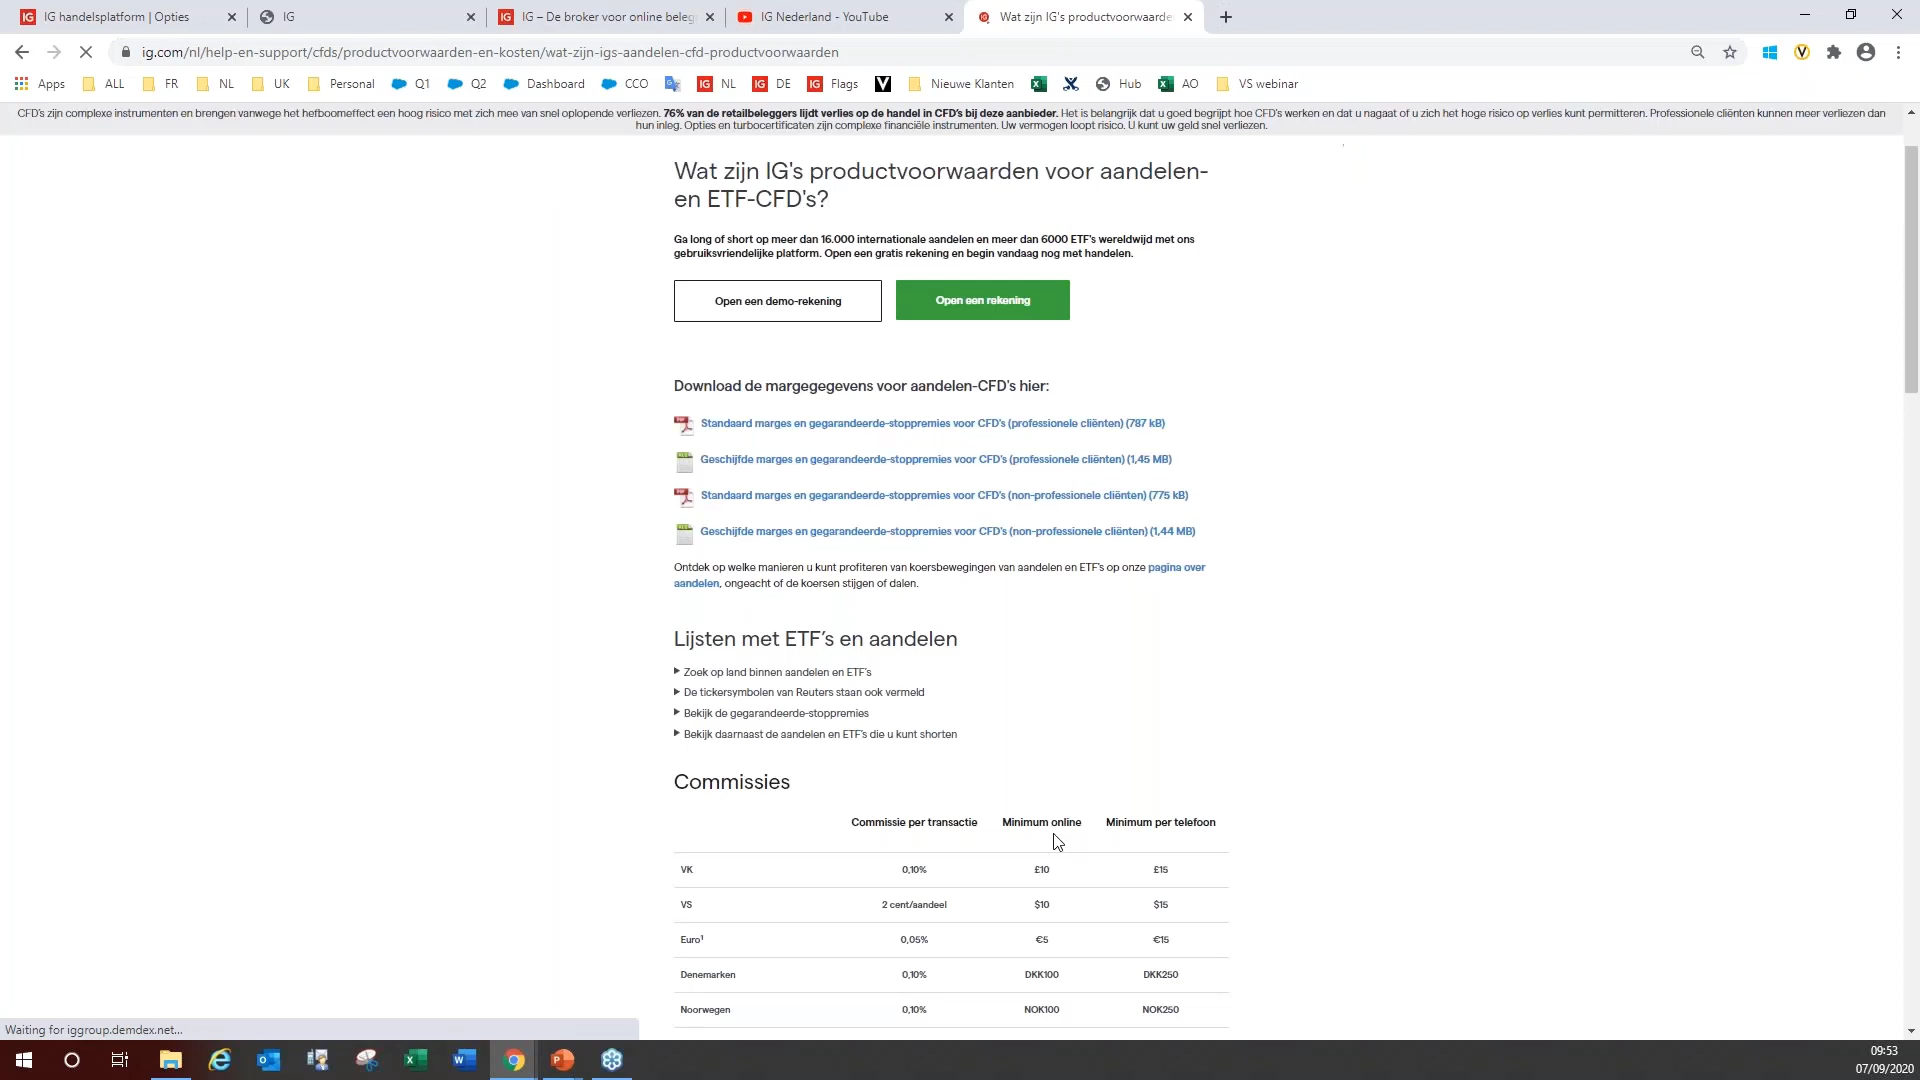 IG handelsplatform | Opties
IG
IG – De broker voor online beleg
IG Nederland - YouTube
Wat zijn IG's productvoorwaarde
ig.com/nl/help-en-support/cfds/productvoorwaarden-en-kosten/wat-zijn-igs-aandelen-cfd-productvoorwaarden
Apps ALL FR NL UK Personal Q1 Q2 Dashboard CCO IG NL IG DE IG Flags Nieuwe Klanten Hub AO VS webinar
CFD's zijn complexe instrumenten en brengen vanwege het hefboomeffect een hoog risico met zich mee van snel oplopende verliezen. 76% van de retailbeleggers lijdt verlies op de handel in CFD's bij deze aanbieder. Het is belangrijk dat u goed begrijpt hoe CFD's werken en dat u nagaat of u zich het hoge risico op verlies kunt permitteren. Professionele cliënten kunnen meer verliezen dan
hun inleg. Opties en turbocertificaten zijn complexe financiële instrumenten. Uw vermogen loopt risico. U kunt uw geld snel verliezen.
Wat zijn IG's productvoorwaarden voor aandelen-
en ETF-CFD's?
Ga long of short op meer dan 16.000 internationale aandelen en meer dan 6000 ETF's wereldwijd met ons
gebruiksvriendelijke platform. Open een gratis rekening en begin vandaag nog met handelen.
Open een demo-rekening
Open een rekening
Download de margegegevens voor aandelen-CFD's hier:
Standaard marges en gegarandeerde-stoppremies voor CFD's (professionele cliënten) (787 kB)
Geschijfde marges en gegarandeerde-stoppremies voor CFD's (professionele cliënten) (1,45 MB)
Standaard marges en gegarandeerde-stoppremies voor CFD's (non-professionele cliënten) (775 kB)
Geschijfde marges en gegarandeerde-stoppremies voor CFD's (non-professionele cliënten) (1,44 MB)
Ontdek op welke manieren u kunt profiteren van koersbewegingen van aandelen en ETF's op onze pagina over
aandelen, ongeacht of de koersen stijgen of dalen.
Lijsten met ETF's en aandelen
Zoek op land binnen aandelen en ETF's
De tickersymbolen van Reuters staan ook vermeld
Bekijk de gegarandeerde-stoppremies
Bekijk daarnaast de aandelen en ETF's die u kunt shorten
Commissies
Commissie per transactie Minimum online Minimum per telefoon
VK 0,10% £10 £15
VS 2 cent/aandeel $10 $15
Euro¹ 0,05% €5 €15
Denemarken 0,10% DKK100 DKK250
Noorwegen 0,10% NOK100 NOK250
Waiting for iggroup.demdex.net...
09:53
07/09/2020